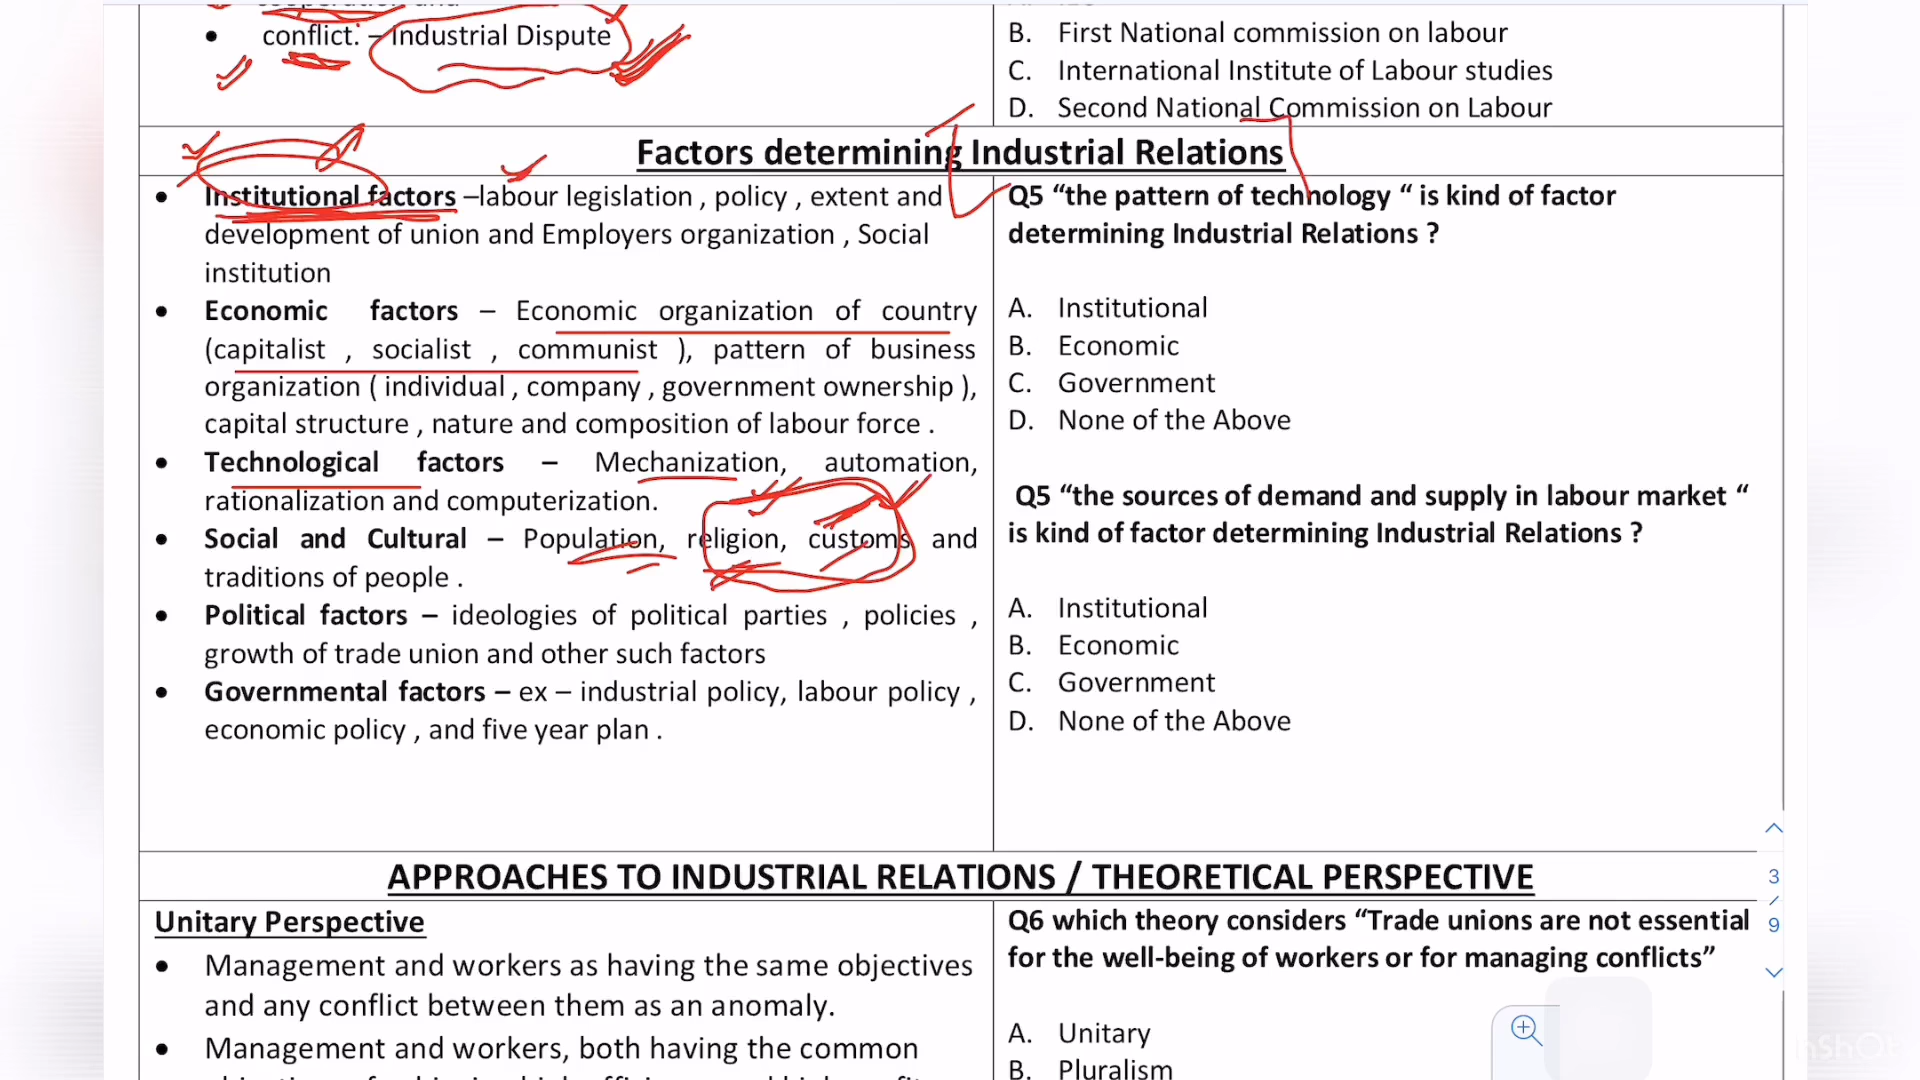 cooperation and
• conflict. – Industrial Dispute
B. First National commission on labour
C. International Institute of Labour studies
D. Second National Commission on Labour
Factors determining Industrial Relations
• Institutional factors –labour legislation , policy , extent and
development of union and Employers organization , Social
institution
• Economic factors – Economic organization of country
(capitalist , socialist , communist ), pattern of business
organization ( individual , company , government ownership ),
capital structure , nature and composition of labour force .
• Technological factors – Mechanization, automation,
rationalization and computerization.
• Social and Cultural – Population, religion, customs and
traditions of people .
• Political factors – ideologies of political parties , policies ,
growth of trade union and other such factors
• Governmental factors – ex – industrial policy, labour policy ,
economic policy , and five year plan .
Q5 “the pattern of technology “ is kind of factor
determining Industrial Relations ?
A. Institutional
B. Economic
C. Government
D. None of the Above
Q5 “the sources of demand and supply in labour market “
is kind of factor determining Industrial Relations ?
A. Institutional
B. Economic
C. Government
D. None of the Above
APPROACHES TO INDUSTRIAL RELATIONS / THEORETICAL PERSPECTIVE
Unitary Perspective
• Management and workers as having the same objectives
and any conflict between them as an anomaly.
• Management and workers, both having the common
Q6 which theory considers “Trade unions are not essential
for the well-being of workers or for managing conflicts”
A. Unitary
B. Pluralism
3
/
9